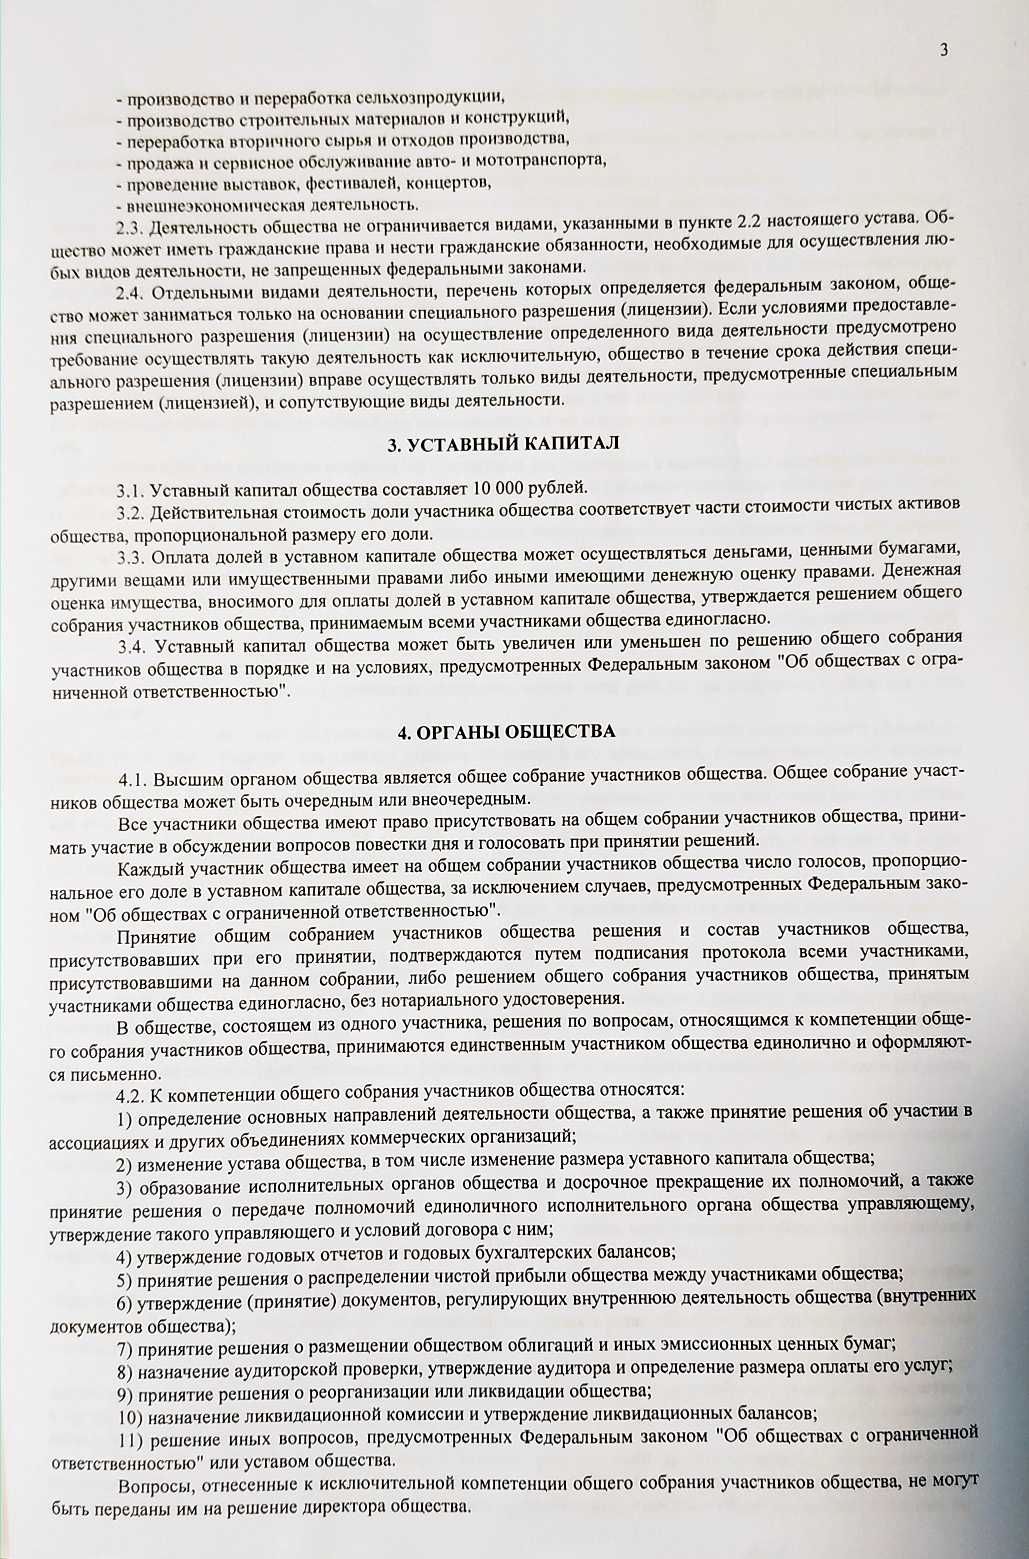 3
- производство и переработка сельхозпродукции,
- производство строительных материалов и конструкций,
- переработка вторичного сырья и отходов производства,
- продажа и сервисное обслуживание авто- и мототранспорта,
- проведение выставок, фестивалей, концертов,
- внешнеэкономическая деятельность.
2.3. Деятельность общества не ограничивается видами, указанными в пункте 2.2 настоящего устава. Об-
щество может иметь гражданские права и нести гражданские обязанности, необходимые для осуществления лю-
бых видов деятельности, не запрещенных федеральными законами.
2.4. Отдельными видами деятельности, перечень которых определяется федеральным законом, обще-
ство может заниматься только на основании специального разрешения (лицензии). Если условиями предоставле-
ния специального разрешения (лицензии) на осуществление определенного вида деятельности предусмотрено
требование осуществлять такую деятельность как исключительную, общество в течение срока действия специ-
ального разрешения (лицензии) вправе осуществлять только виды деятельности, предусмотренные специальным
разрешением (лицензией), и сопутствующие виды деятельности.
3. УСТАВНЫЙ КАПИТАЛ
3.1. Уставный капитал общества составляет 10 000 рублей.
3.2. Действительная стоимость доли участника общества соответствует части стоимости чистых активов
общества, пропорциональной размеру его доли.
3.3. Оплата долей в уставном капитале общества может осуществляться деньгами, ценными бумагами,
другими вещами или имущественными правами либо иными имеющими денежную оценку правами. Денежная
оценка имущества, вносимого для оплаты долей в уставном капитале общества, утверждается решением общего
собрания участников общества, принимаемым всеми участниками общества единогласно.
3.4. Уставный капитал общества может быть увеличен или уменьшен по решению общего собрания
участников общества в порядке и на условиях, предусмотренных Федеральным законом "Об обществах с огра-
ниченной ответственностью".
4. ОРГАНЫ ОБЩЕСТВА
4.1. Высшим органом общества является общее собрание участников общества. Общее собрание участ-
ников общества может быть очередным или внеочередным.
Все участники общества имеют право присутствовать на общем собрании участников общества, прини-
мать участие в обсуждении вопросов повестки дня и голосовать при принятии решений.
Каждый участник общества имеет на общем собрании участников общества число голосов, пропорцио-
нальное его доле в уставном капитале общества, за исключением случаев, предусмотренных Федеральным зако-
ном "Об обществах с ограниченной ответственностью".
Принятие общим собранием участников общества решения и состав участников общества,
присутствовавших при его принятии, подтверждаются путем подписания протокола всеми участниками,
присутствовавшими на данном собрании, либо решением общего собрания участников общества, принятым
участниками общества единогласно, без нотариального удостоверения.
В обществе, состоящем из одного участника, решения по вопросам, относящимся к компетенции обще-
го собрания участников общества, принимаются единственным участником общества единолично и оформляют-
ся письменно.
4.2. К компетенции общего собрания участников общества относятся:
1) определение основных направлений деятельности общества, а также принятие решения об участии в
ассоциациях и других объединениях коммерческих организаций;
2) изменение устава общества, в том числе изменение размера уставного капитала общества;
3) образование исполнительных органов общества и досрочное прекращение их полномочий, а также
принятие решения о передаче полномочий единоличного исполнительного органа общества управляющему,
утверждение такого управляющего и условий договора с ним;
4) утверждение годовых отчетов и годовых бухгалтерских балансов;
5) принятие решения о распределении чистой прибыли общества между участниками общества;
6) утверждение (принятие) документов, регулирующих внутреннюю деятельность общества (внутренних
документов общества);
7) принятие решения о размещении обществом облигаций и иных эмиссионных ценных бумаг;
8) назначение аудиторской проверки, утверждение аудитора и определение размера оплаты его услуг;
9) принятие решения о реорганизации или ликвидации общества;
10) назначение ликвидационной комиссии и утверждение ликвидационных балансов;
11) решение иных вопросов, предусмотренных Федеральным законом "Об обществах с ограниченной
ответственностью" или уставом общества.
Вопросы, отнесенные к исключительной компетенции общего собрания участников общества, не могут
быть переданы им на решение директора общества.